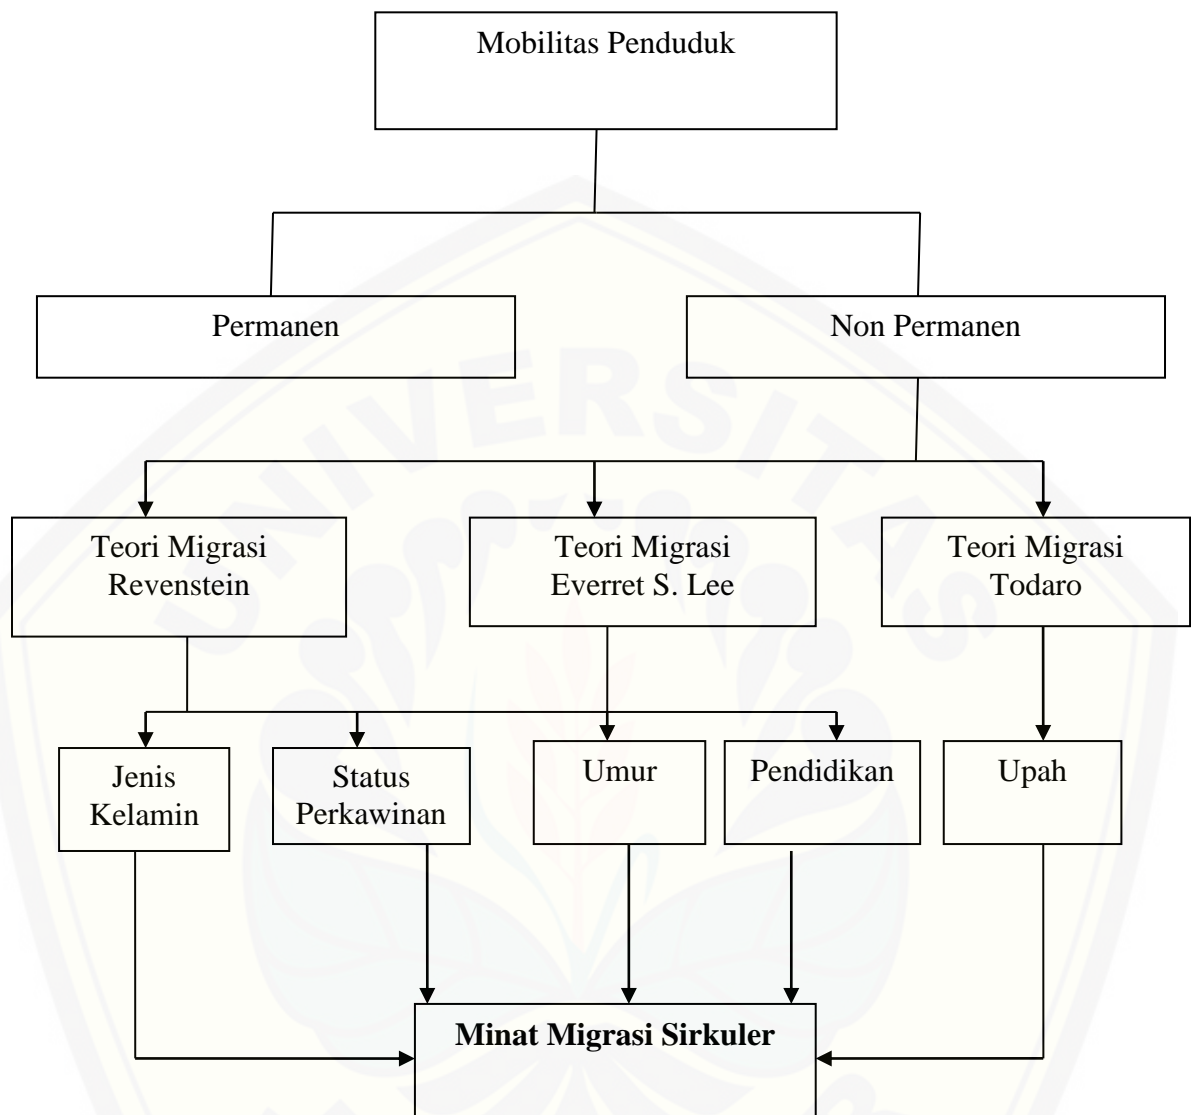 Mobilitas Penduduk
Permanen
Non Permanen
Teori Migrasi
Revenstein
Teori Migrasi
Everret S. Lee
Teori Migrasi
Todaro
Jenis
Kelamin
Status
Perkawinan
Umur
Pendidikan
Upah
Minat Migrasi Sirkuler
UNIVERSITAS